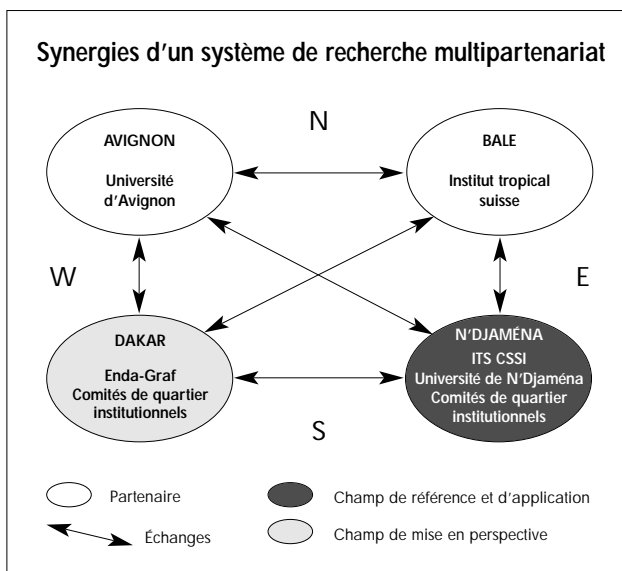 Synergies d'un système de recherche multipartenariat
N
AVIGNON
Université
d'Avignon
BALE
Institut tropical
suisse
W
E
DAKAR
Enda-Graf
Comités de quartier
institutionnels
N'DJAMÉNA
ITS CSSI
Université de N'Djaména
Comités de quartier
institutionnels
S
Partenaire
Champ de référence et d'application
Échanges
Champ de mise en perspective